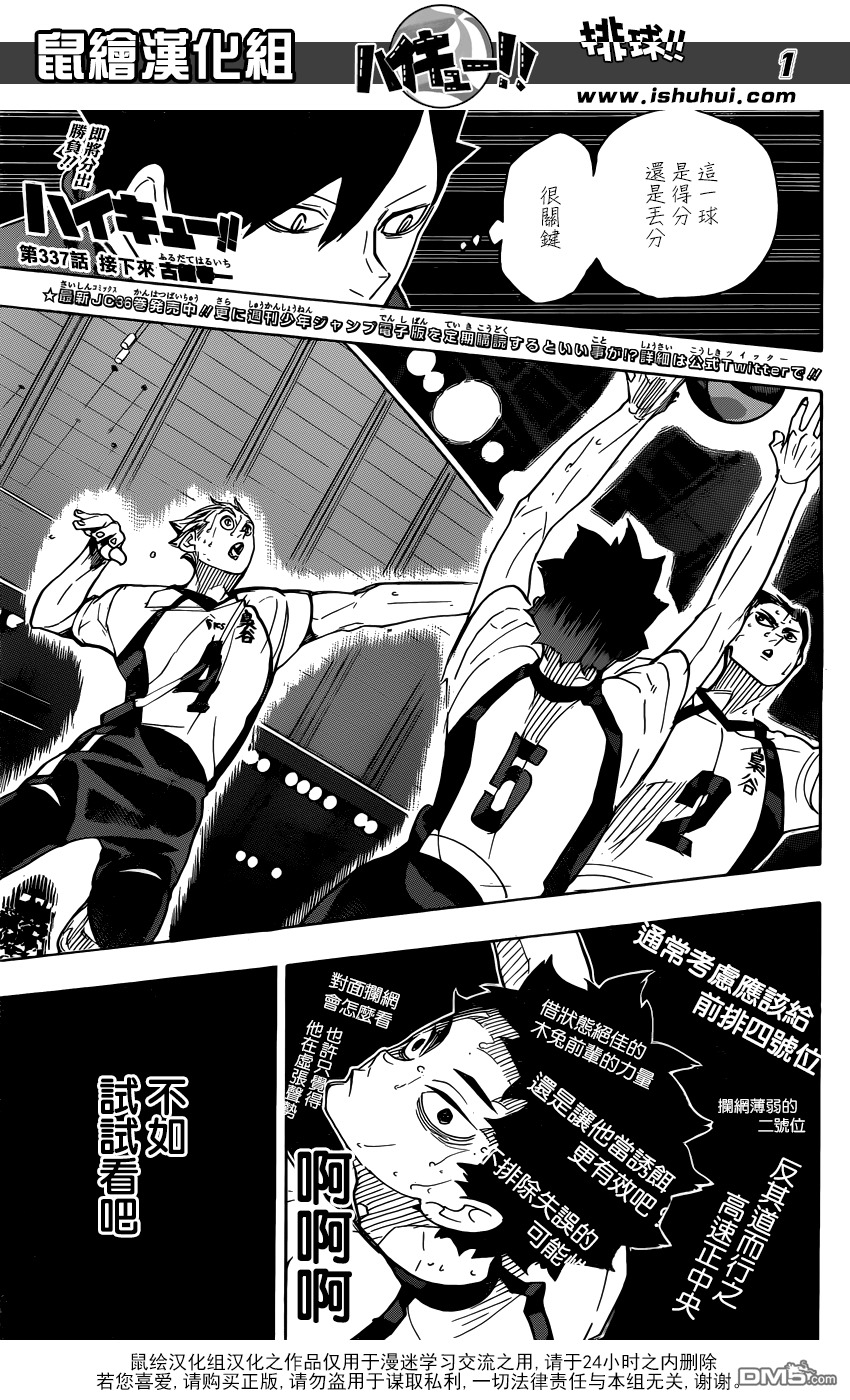 鼠繪漢化組
ハイキュー!!
排球!!
1
www.ishuhui.com
這一球
是得分
還是丟分
很關鍵
即將分出
勝負!!
ハイキュー!!
第337話 接下來
ふるだてはるいち
古舘春一
☆最新JC36巻発売中!!更に週刊少年ジャンプ電子版を定期購読するといい事が!?詳細は公式Twitterで!!
梟谷
4
5
梟谷
2
通常考慮應該給
前排四號位
借狀態絕佳的
木兔前輩的力量
對面攔網
會怎麼看
也許只覺得
他在虛張聲勢
還是讓他當誘餌
更有效吧!
攔網薄弱的
二號位
反其道而行之
高速正中央
不排除失誤的
可能性
啊啊啊
不如
試試看吧
鼠绘汉化组汉化之作品仅用于漫迷学习交流之用, 请于24小时之内删除
若您喜爱, 请购买正版, 请勿盗用于谋取私利, 一切法律责任与本组无关, 谢谢。
DM5.com